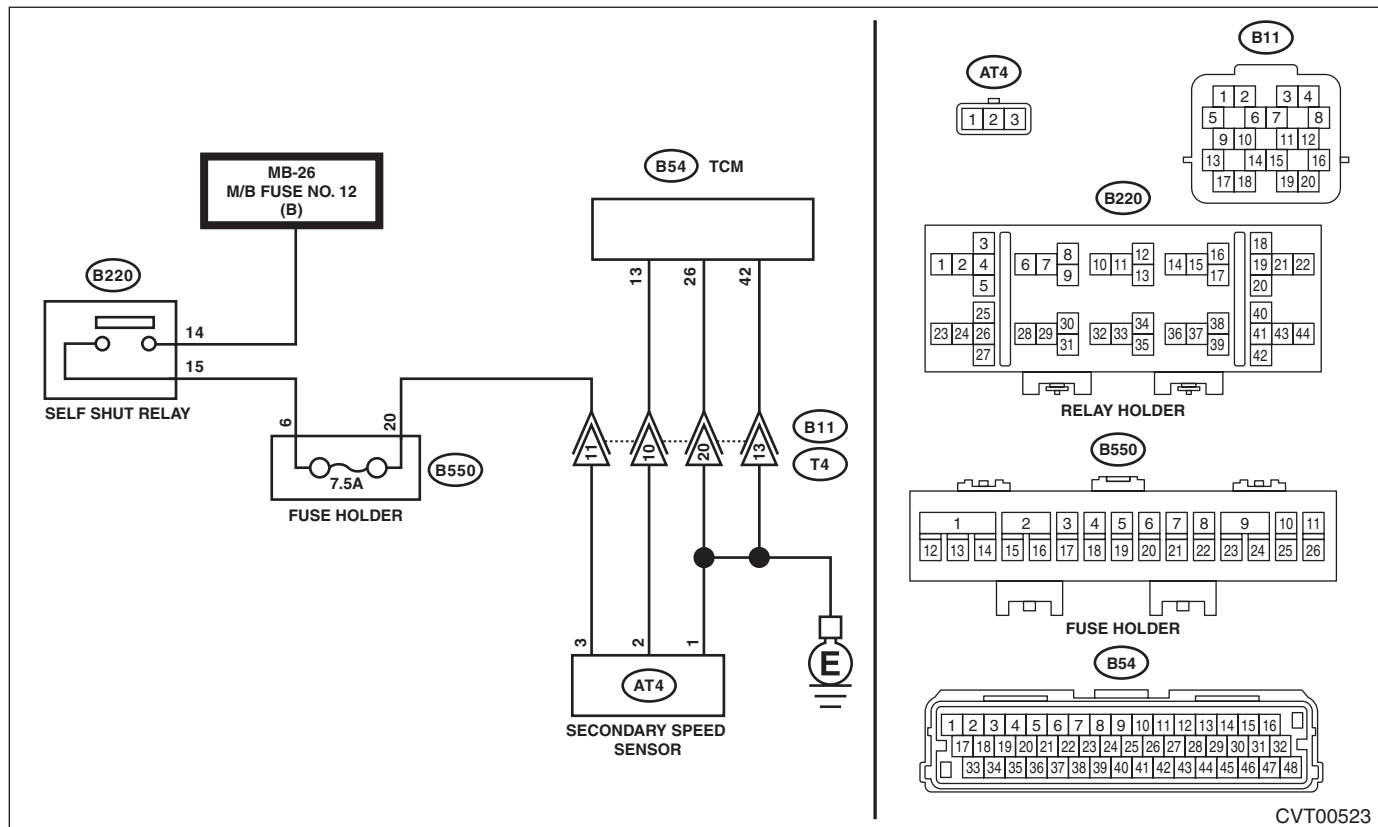 MB-26
M/B FUSE NO. 12
(B)
B54 TCM
13
26
42
B220
14
15
SELF SHUT RELAY
6
20
7.5A
B550
FUSE HOLDER
11
10
20
13
B11
T4
3
2
1
AT4
SECONDARY SPEED
SENSOR
E
AT4
1 2 3
B11
1 2 3 4
5 6 7 8
9 10 11 12
13 14 15 16
17 18 19 20
B220
3 8 12 16 18
1 2 4 6 7 10 11 14 15 19 21 22
5 9 13 17 20
25 30 34 38 40
23 24 26 28 29 32 33 36 37 41 43 44
27 31 35 39 42
RELAY HOLDER
B550
1 2 3 4 5 6 7 8 9 10 11
12 13 14 15 16 17 18 19 20 21 22 23 24 25 26
FUSE HOLDER
B54
1 2 3 4 5 6 7 8 9 10 11 12 13 14 15 16
17 18 19 20 21 22 23 24 25 26 27 28 29 30 31 32
33 34 35 36 37 38 39 40 41 42 43 44 45 46 47 48
CVT00523